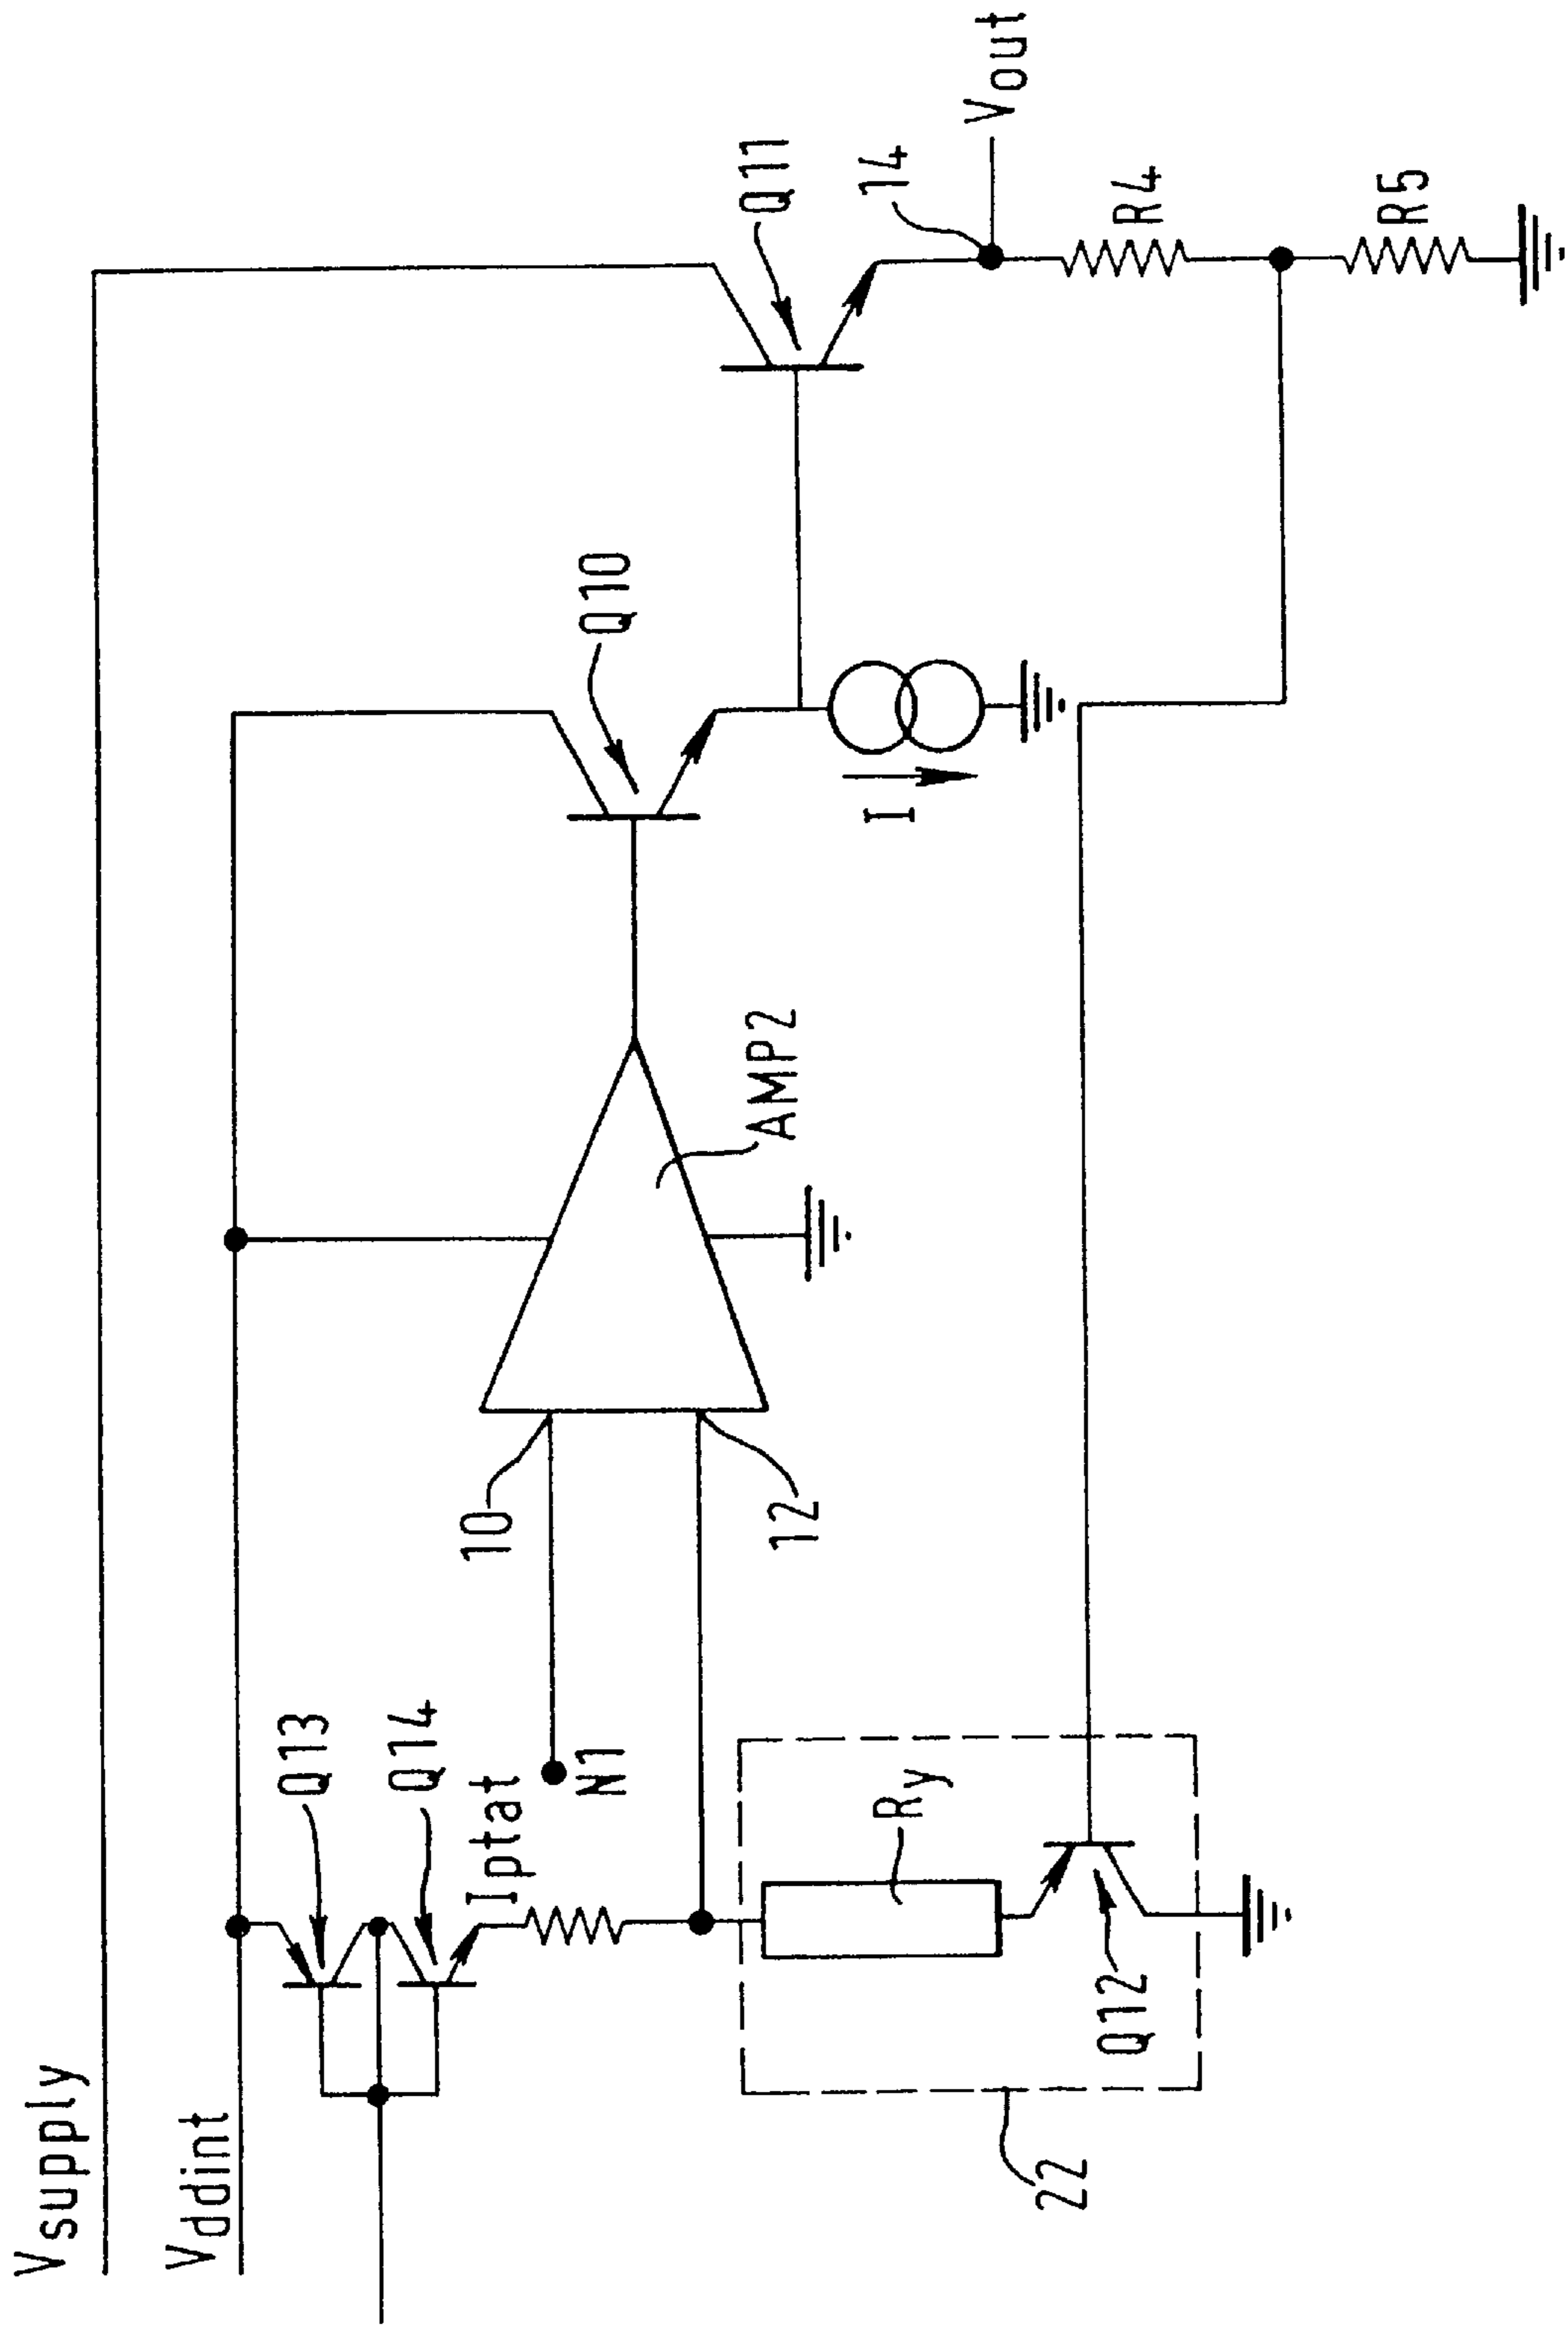 Vsupply
Vddint
Q13
Q14
Iptat
N1
10
12
AMP2
Q10
I
Q11
14
Vout
R4
R5
Ry
Q12
22